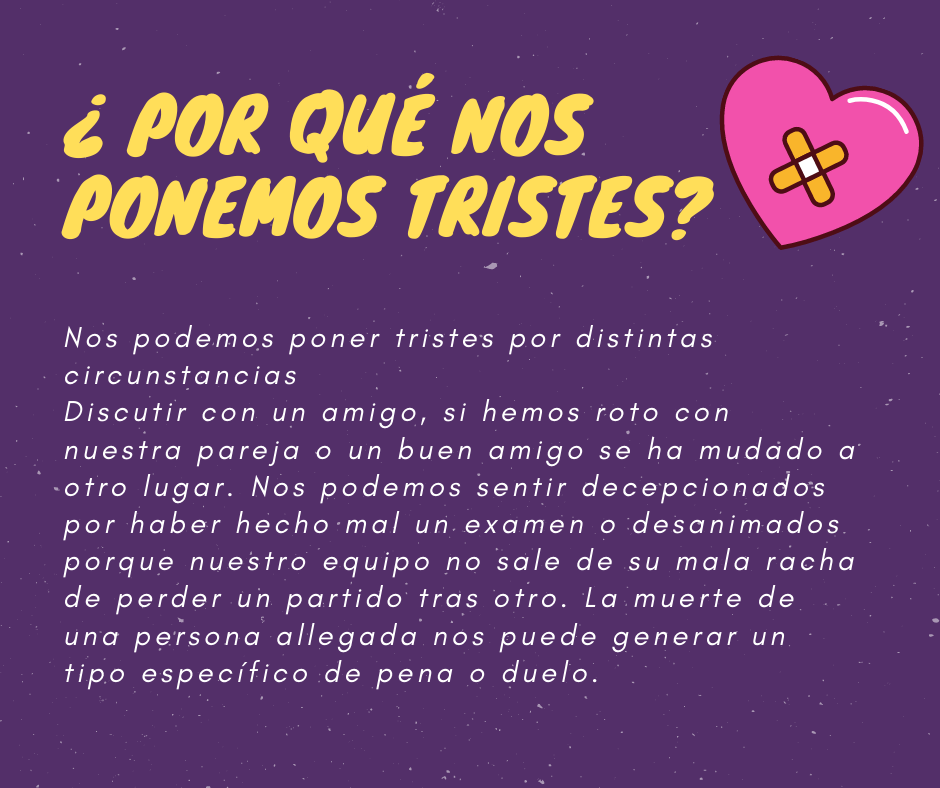 ¿ POR QUÉ NOS
PONEMOS TRISTES?
Nos podemos poner tristes por distintas
circunstancias
Discutir con un amigo, si hemos roto con
nuestra pareja o un buen amigo se ha mudado a
otro lugar. Nos podemos sentir decepcionados
por haber hecho mal un examen o desanimados
porque nuestro equipo no sale de su mala racha
de perder un partido tras otro. La muerte de
una persona allegada nos puede generar un
tipo específico de pena o duelo.